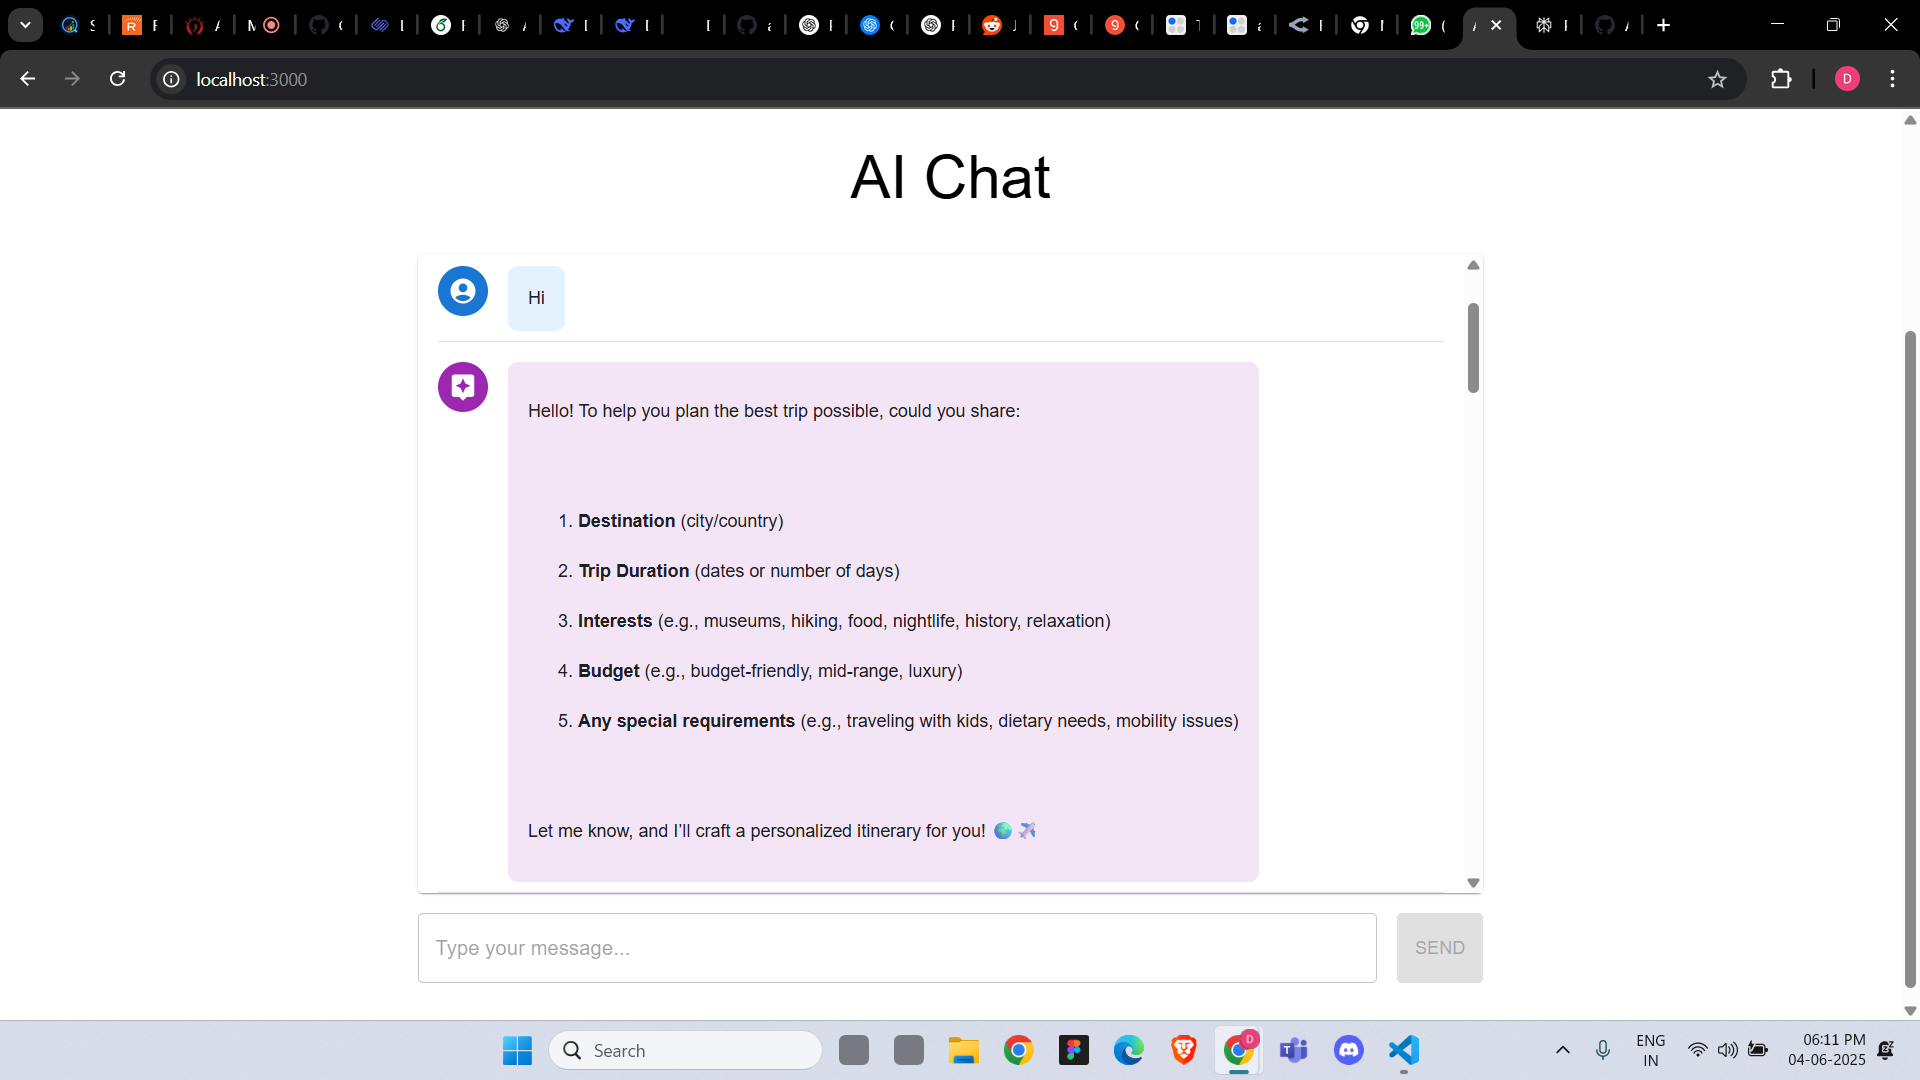 localhost:3000
D
AI Chat
Hi
Hello! To help you plan the best trip possible, could you share:
1. Destination (city/country)
2. Trip Duration (dates or number of days)
3. Interests (e.g., museums, hiking, food, nightlife, history, relaxation)
4. Budget (e.g., budget-friendly, mid-range, luxury)
5. Any special requirements (e.g., traveling with kids, dietary needs, mobility issues)
Let me know, and I’ll craft a personalized itinerary for you! 🌍 ✈️
Type your message...
SEND
Search
ENG
IN
06:11 PM
04-06-2025